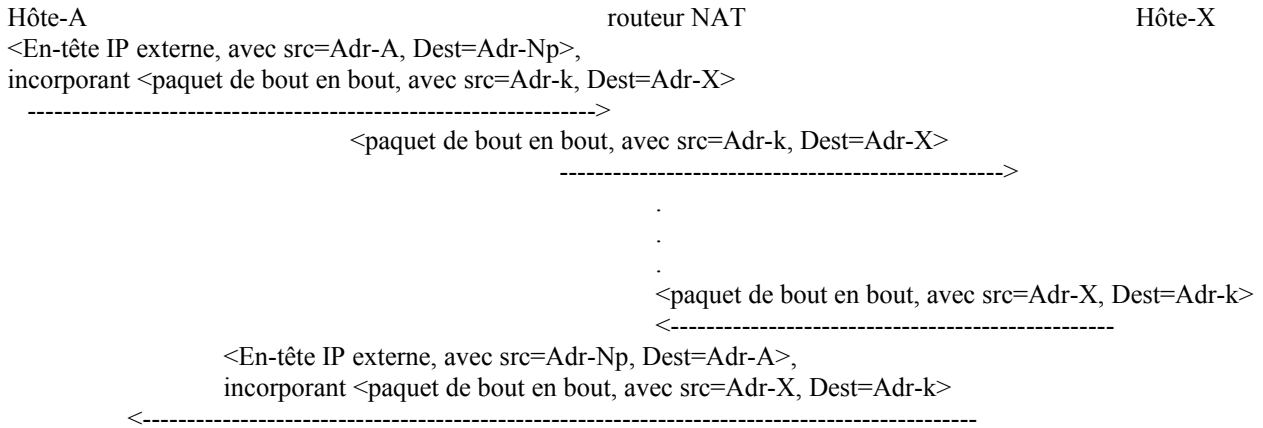 Hôte-A routeur NAT Hôte-X
<En-tête IP externe, avec src=Adr-A, Dest=Adr-Np>,
incorporant <paquet de bout en bout, avec src=Adr-k, Dest=Adr-X>
---------------------------------------------------------------->
<paquet de bout en bout, avec src=Adr-k, Dest=Adr-X>
-------------------------------------------------->
.
.
.
<paquet de bout en bout, avec src=Adr-X, Dest=Adr-k>
<--------------------------------------------------
<En-tête IP externe, avec src=Adr-Np, Dest=Adr-A>,
incorporant <paquet de bout en bout, avec src=Adr-X, Dest=Adr-k>
<----------------------------------------------------------------------------------------------